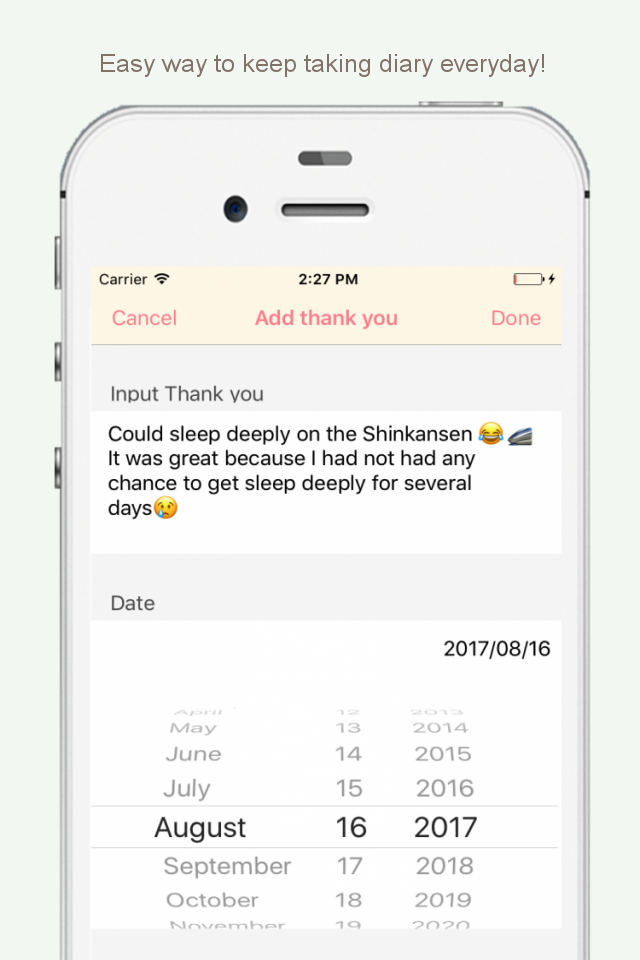 Easy way to keep taking diary everyday!
Carrier 2:27 PM
Cancel Add thank you Done
Input Thank you
Could sleep deeply on the Shinkansen 😂🚄
It was great because I had not had any
chance to get sleep deeply for several
days😢
Date
2017/08/16
April 12 2013
May 13 2014
June 14 2015
July 15 2016
August 16 2017
September 17 2018
October 18 2019
November 19 2020